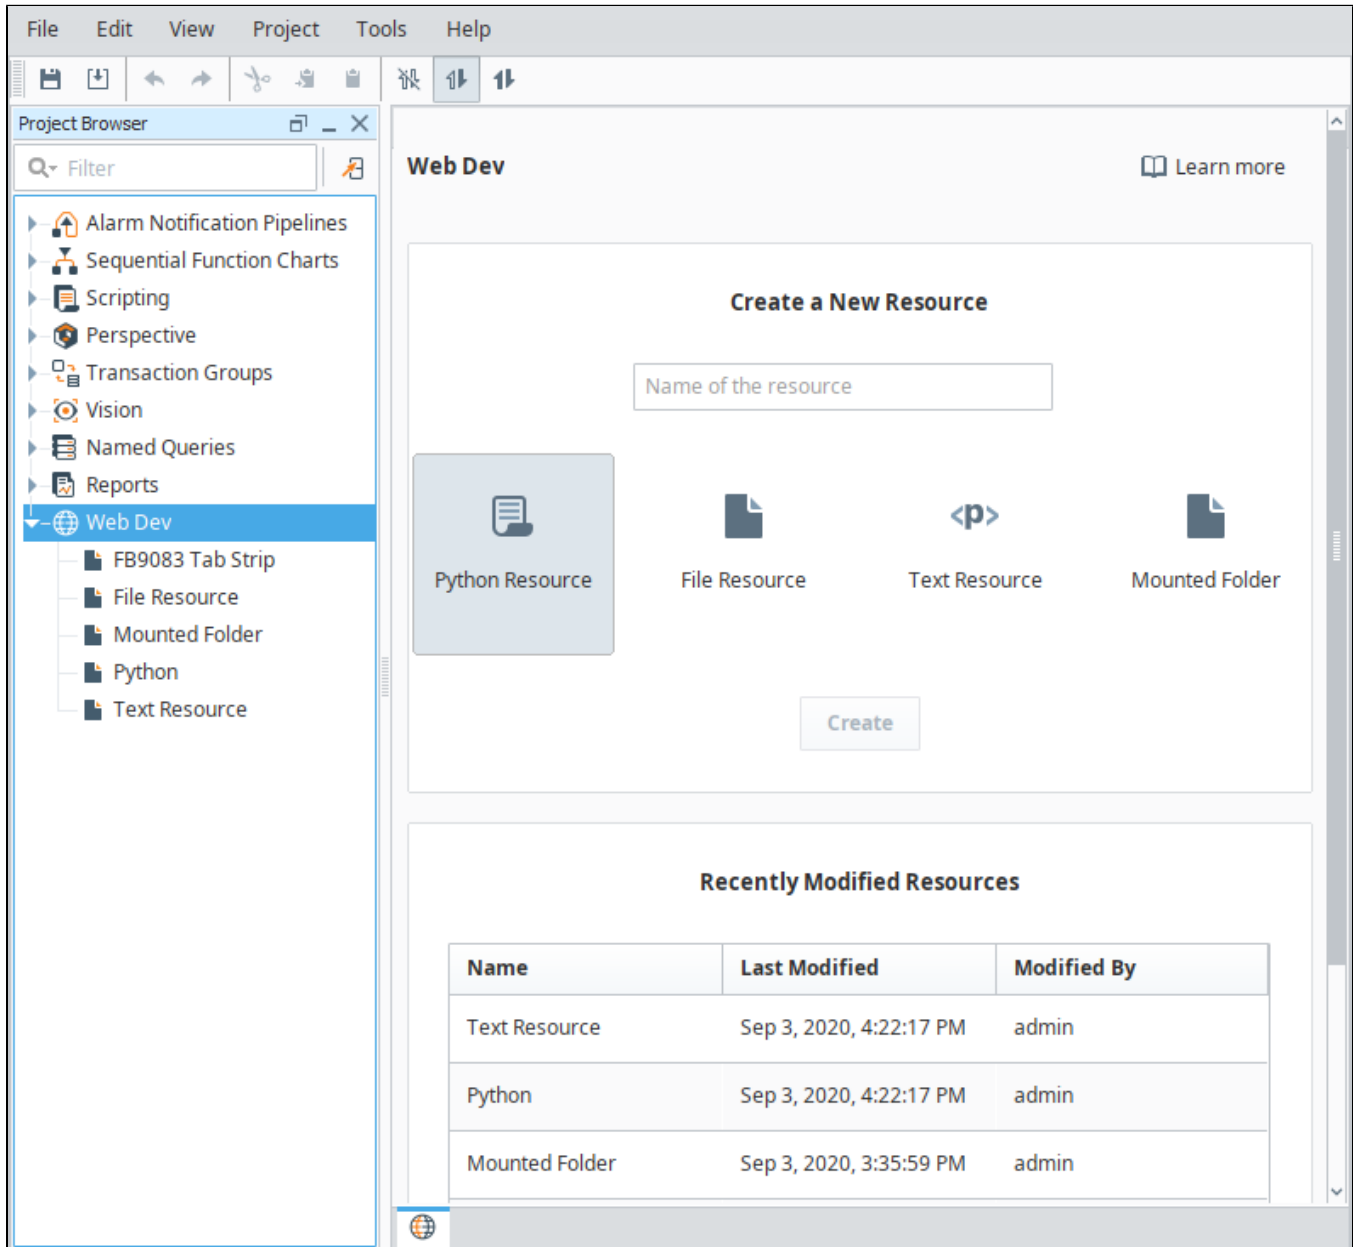 File Edit View Project Tools Help
Project Browser
Filter
Alarm Notification Pipelines
Sequential Function Charts
Scripting
Perspective
Transaction Groups
Vision
Named Queries
Reports
Web Dev
FB9083 Tab Strip
File Resource
Mounted Folder
Python
Text Resource
Web Dev Learn more
Create a New Resource
Name of the resource
<p>
Python Resource File Resource Text Resource Mounted Folder
Create
Recently Modified Resources
Name Last Modified Modified By
Text Resource Sep 3, 2020, 4:22:17 PM admin
Python Sep 3, 2020, 4:22:17 PM admin
Mounted Folder Sep 3, 2020, 3:35:59 PM admin